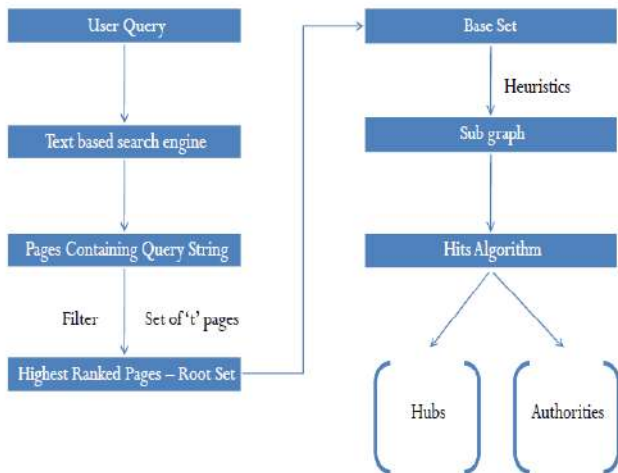 User Query
Text based search engine
Pages Containing Query String
Filter
Set of ‘t’ pages
Highest Ranked Pages – Root Set
Base Set
Heuristics
Sub graph
Hits Algorithm
Hubs
Authorities